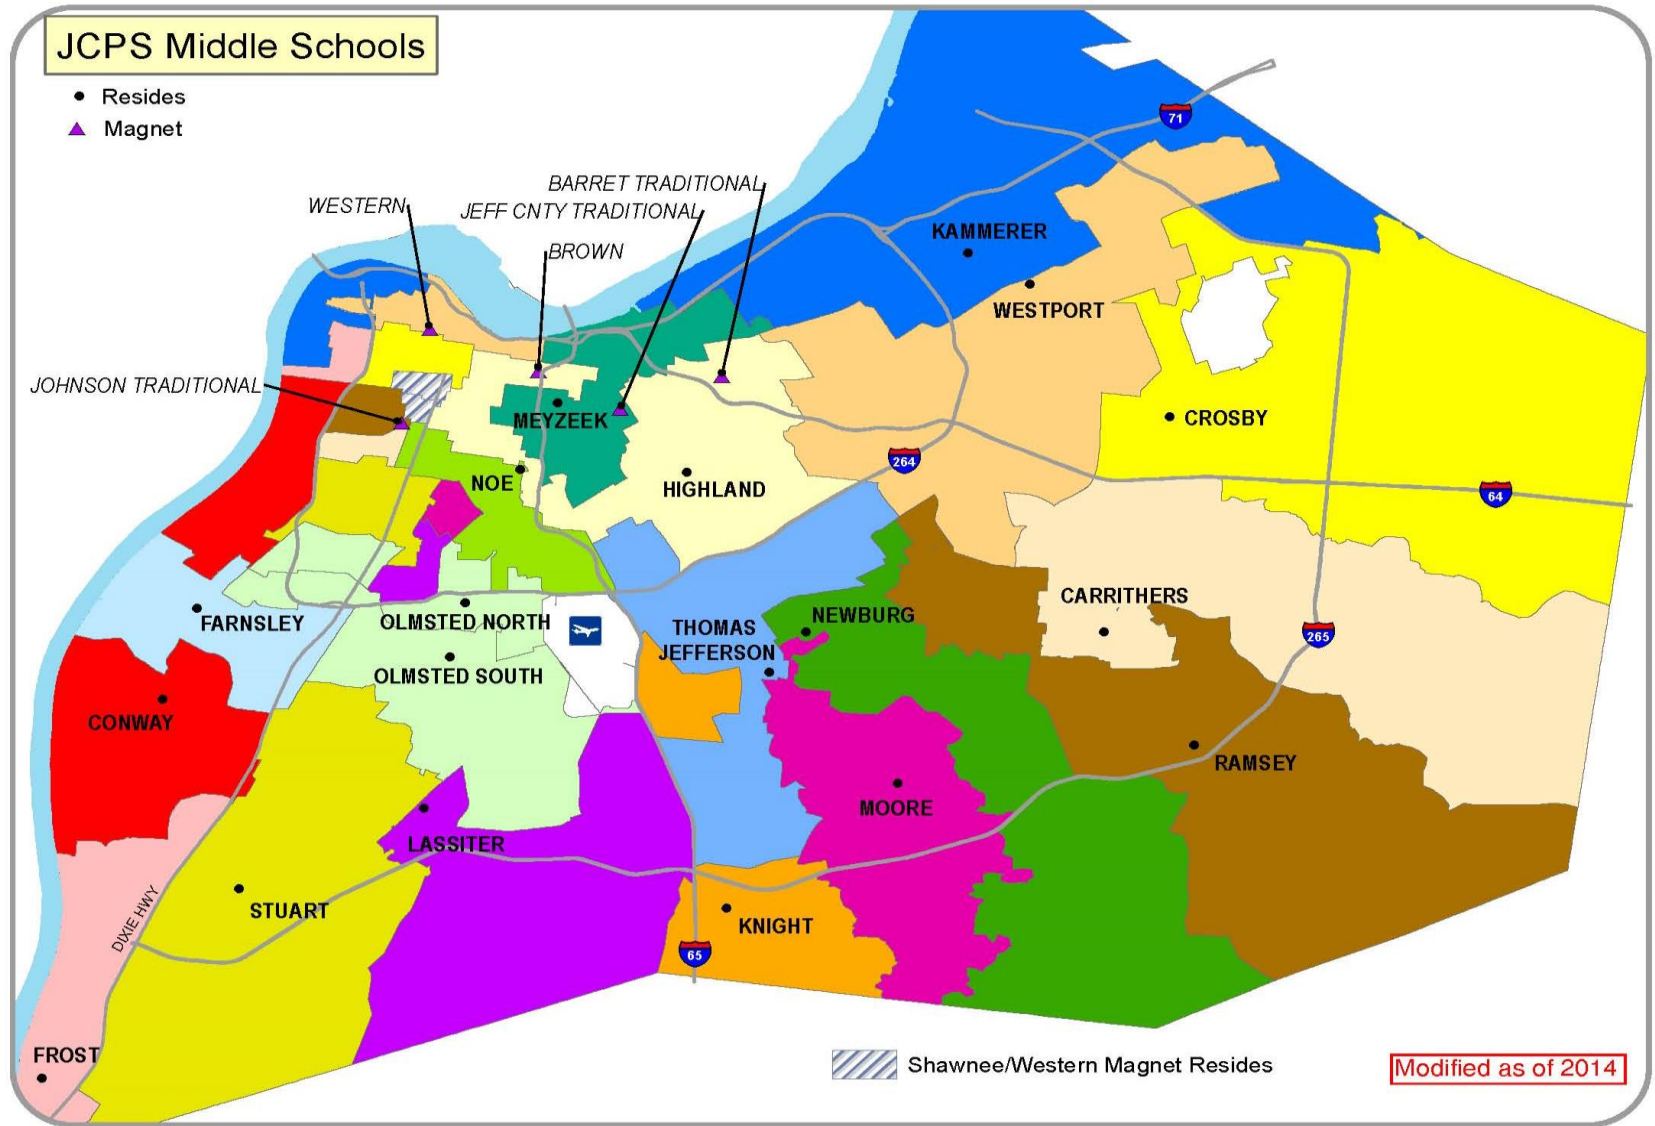 JCPS Middle Schools
Resides
Magnet
71
BARRET TRADITIONAL
WESTERN
JEFF CNTY TRADITIONAL
BROWN
KAMMERER
WESTPORT
JOHNSON TRADITIONAL
MEYZEEK
CROSBY
264
NOE
HIGHLAND
64
CARRITHERS
FARNSLEY
OLMSTED NORTH
THOMAS
JEFFERSON
NEWBURG
265
OLMSTED SOUTH
CONWAY
RAMSEY
MOORE
LASSITER
STUART
DIXIE HWY
KNIGHT
65
FROST
Shawnee/Western Magnet Resides
Modified as of 2014